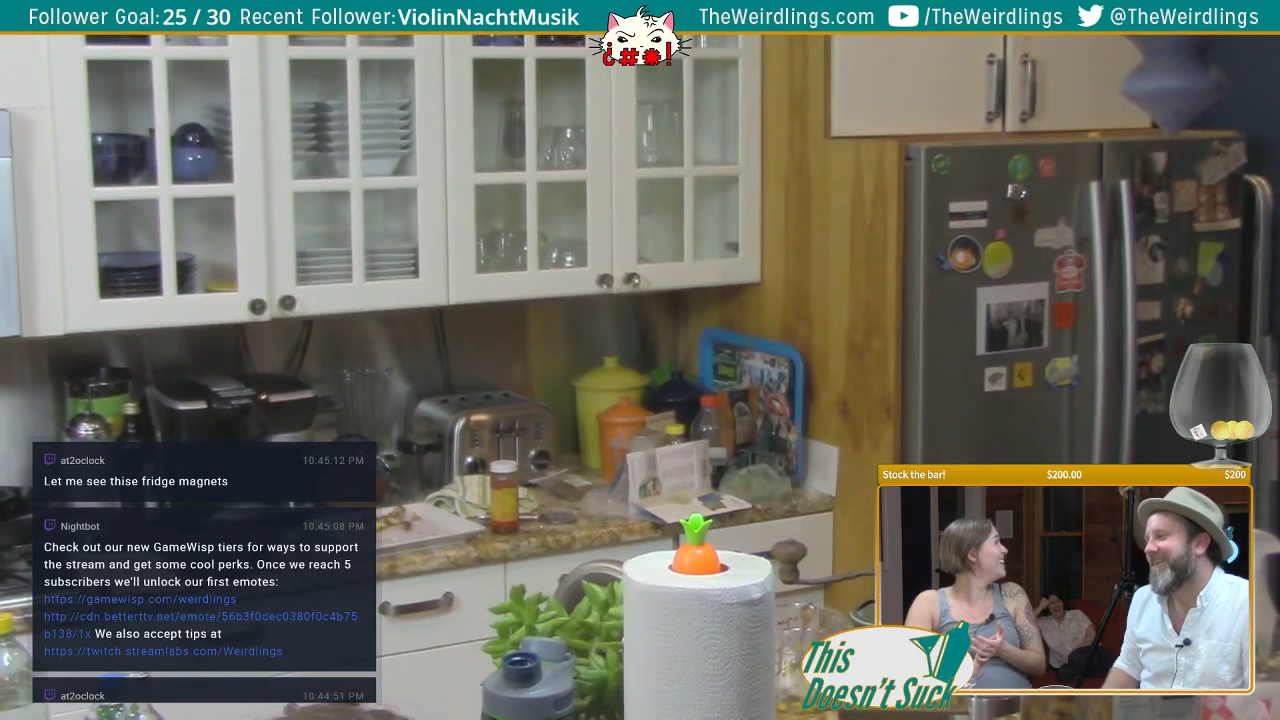 Follower Goal: 25 / 30 Recent Follower: ViolinNachtMusik
TheWeirdlings.com /TheWeirdlings @TheWeirdlings
¿#*!
at2oclock 10:45:12 PM
Let me see thise fridge nuts
Nightbot 10:45:08 PM
Check out our new GameWisp tiers for ways to support
the stream and get some cool perks. Once we reach 5
subscribers we'll unlock our first emotes:
https://gamewisp.com/weirdlings
http://cdn.betterttv.net/emote/56b3f0dec0380f0c4b75
b138/1x We also accept tips at
https://twitch.streamlabs.com/Weirdlings
at2oclock 10:44:51 PM
Stock the bar! $200.00 $200
This
Doesn't Suck